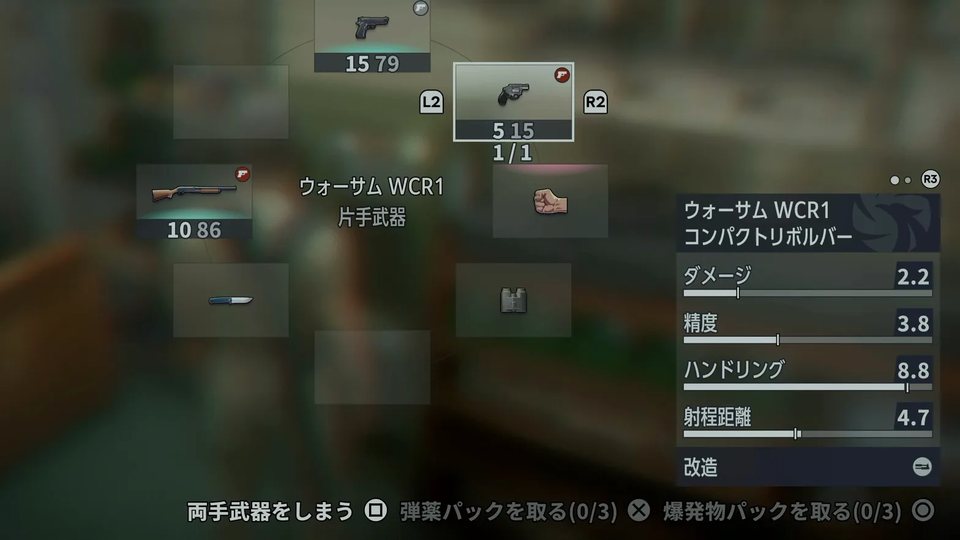 15 79
L2
R2
5 15
1/1
10 86
ウォーサム WCR1
片手武器
R3
ウォーサム WCR1
コンパクトリボルバー
ダメージ 2.2
精度 3.8
ハンドリング 8.8
射程距離 4.7
改造
両手武器をしまう 弾薬パックを取る(0/3) 爆発物パックを取る(0/3)